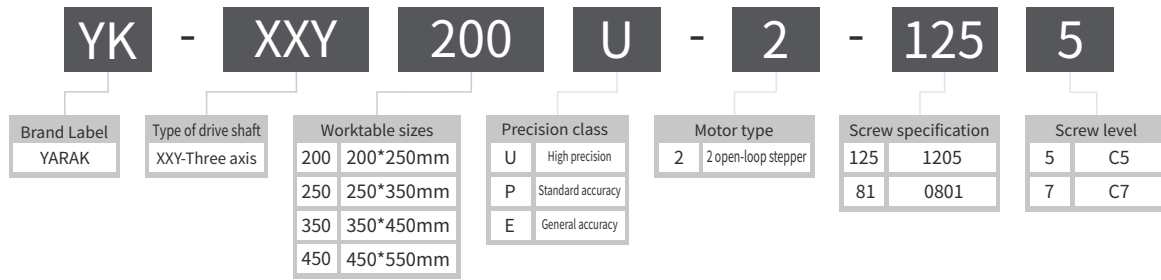 YK - XXY 200 U - 2 - 125 5
Brand Label
YARAK
Type of drive shaft
XXY-Three axis
Worktable sizes
200 200*250mm
250 250*350mm
350 350*450mm
450 450*550mm
Precision class
U High precision
P Standard accuracy
E General accuracy
Motor type
2 2 open-loop stepper
Screw specification
125 1205
81 0801
Screw level
5 C5
7 C7